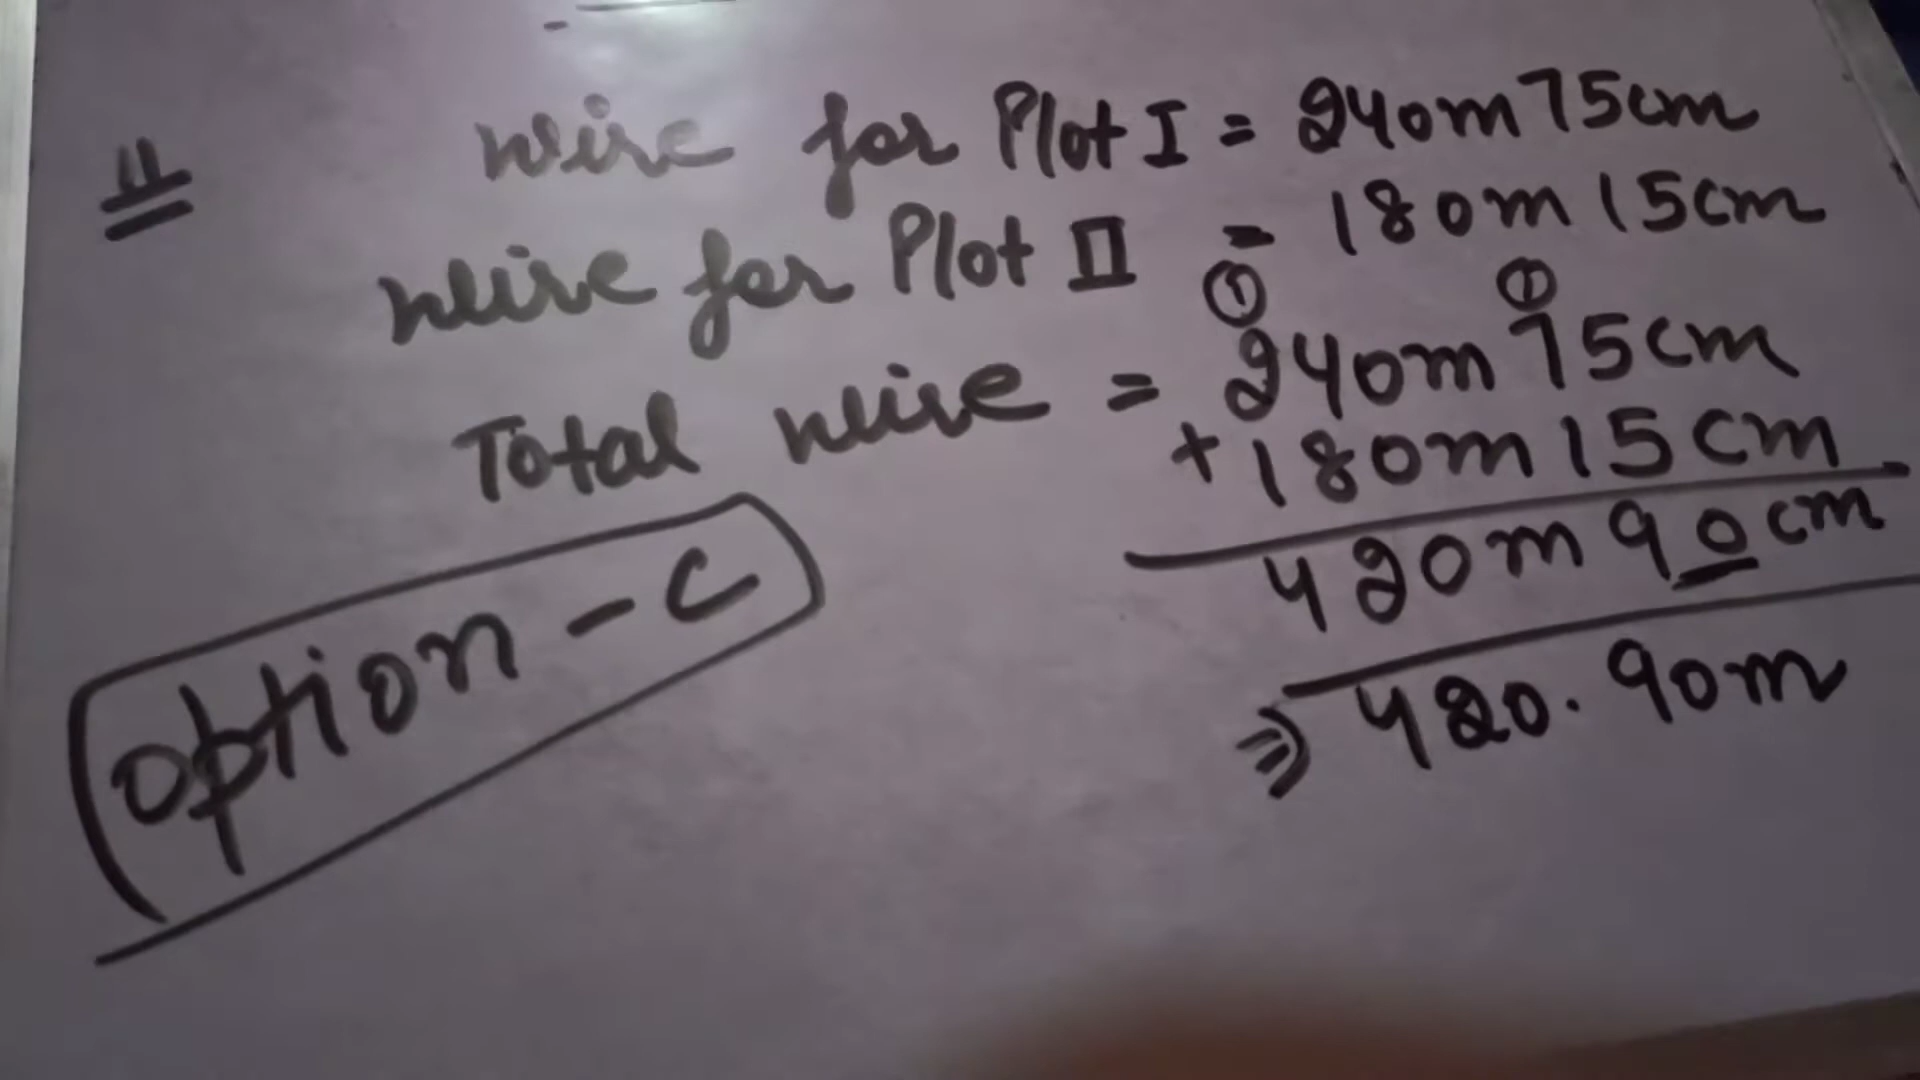 11 Wire for Plot I = 240m 75cm
Wire for Plot II = 180m 15cm
① ①
Total wire = 240m 75cm
+ 180m 15cm
420m 90cm
⇒ 420.90m
Option - C